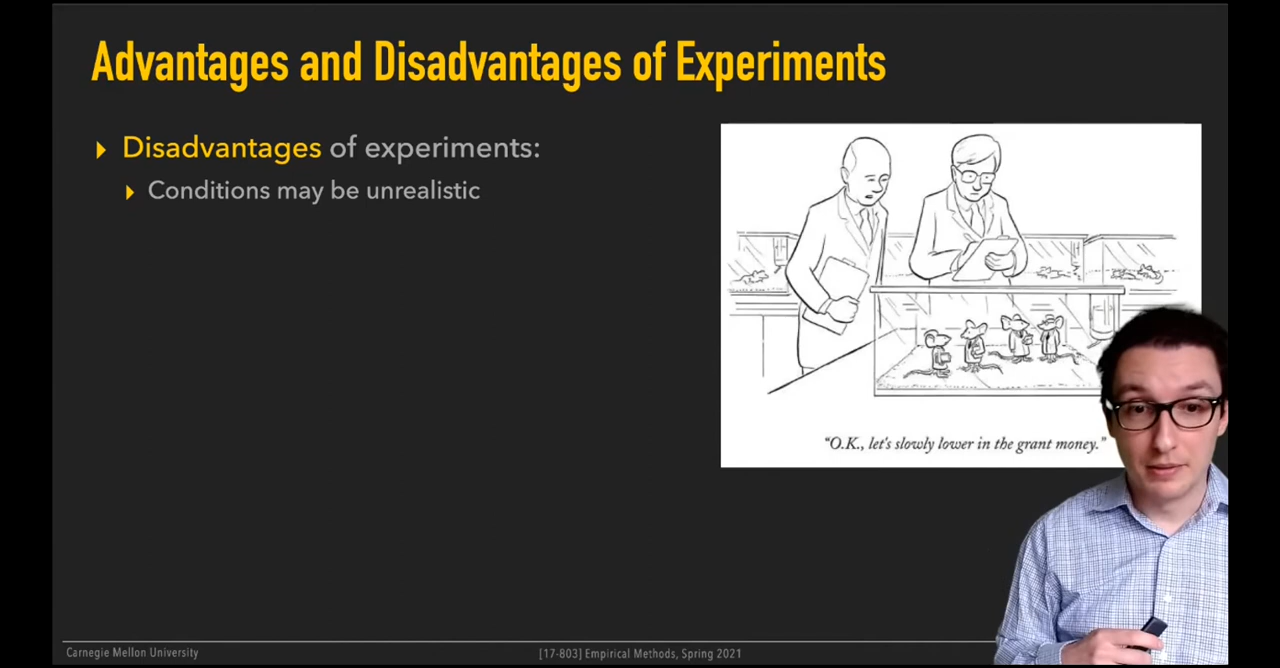 Advantages and Disadvantages of Experiments
Disadvantages of experiments:
Conditions may be unrealistic
"O.K., let's slowly lower in the grant money."
Carnegie Mellon University
[17-803] Empirical Methods, Spring 2021